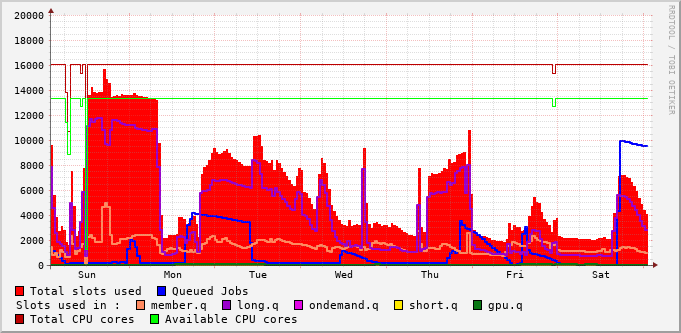 20000
18000
16000
14000
12000
10000
8000
6000
4000
2000
0
Sun Mon Tue Wed Thu Fri Sat
RRDTOOL / TOBI OETIKER
Total slots used Queued Jobs
Slots used in : member.q long.q ondemand.q short.q gpu.q
Total CPU cores Available CPU cores